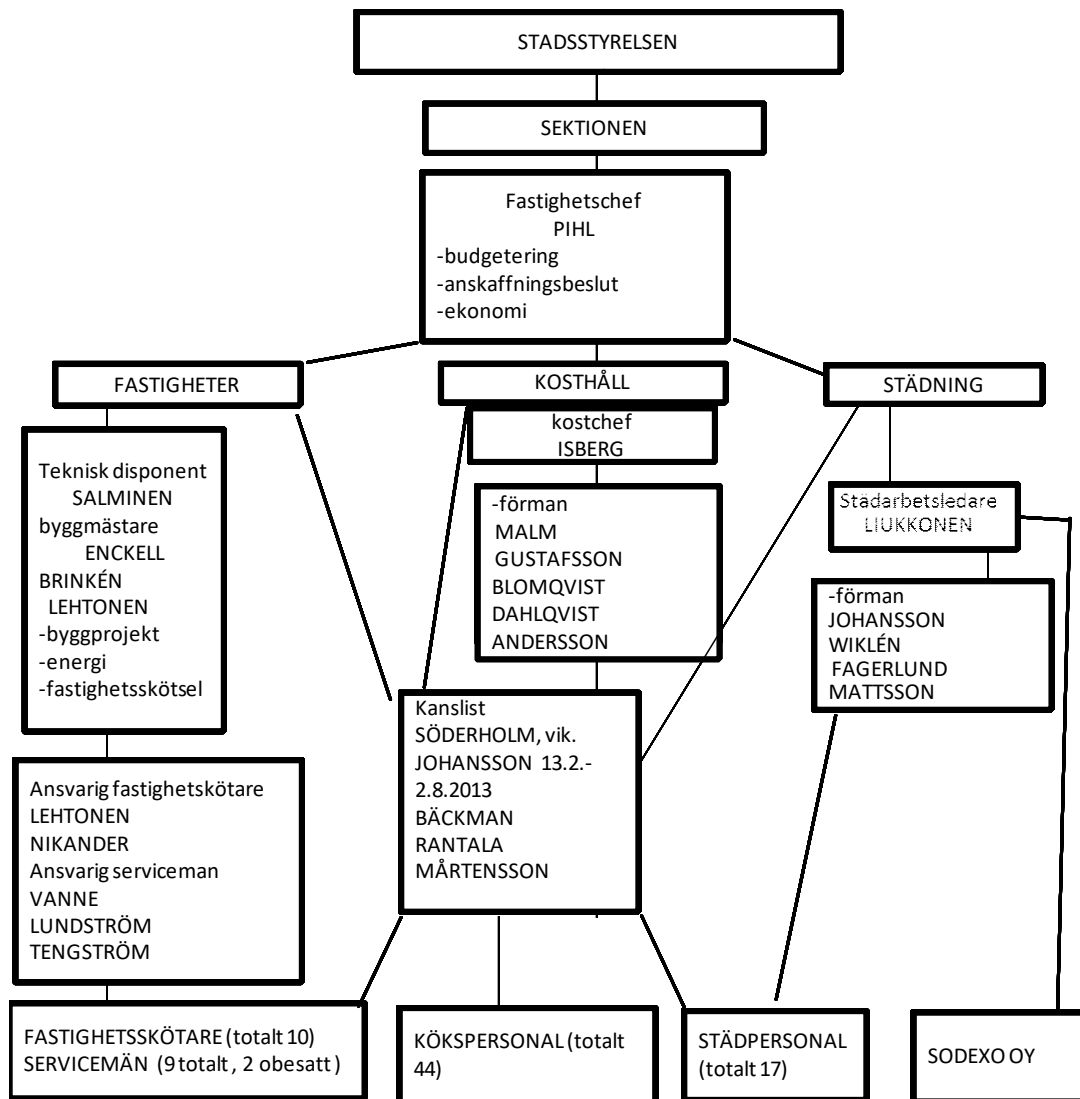 STADSSTYRELSEN
SEKTIONEN
Fastighetschef
PIHL
-budgetering
-anskaffningsbeslut
-ekonomi
FASTIGHETER
KOSTHÅLL
STÄDNING
kostchef
ISBERG
Teknisk disponent
SALMINEN
byggmästare
ENCKELL
BRINKÉN
LEHTONEN
-byggprojekt
-energi
-fastighetsskötsel
-förman
MALM
GUSTAFSSON
BLOMQVIST
DAHLQVIST
ANDERSSON
Städarbetsledare
LIUKKONEN
-förman
JOHANSSON
WIKLÉN
FAGERLUND
MATTSSON
Kanslist
SÖDERHOLM, vik.
JOHANSSON 13.2.-
2.8.2013
BÄCKMAN
RANTALA
MÅRTENSSON
Ansvarig fastighetskötare
LEHTONEN
NIKANDER
Ansvarig serviceman
VANNE
LUNDSTRÖM
TENGSTRÖM
FASTIGHETSSKÖTARE (totalt 10)
SERVICEMÄN (9 totalt , 2 obesatt )
KÖKSPERSONAL (totalt
44)
STÄDPERSONAL
(totalt 17)
SODEXO OY